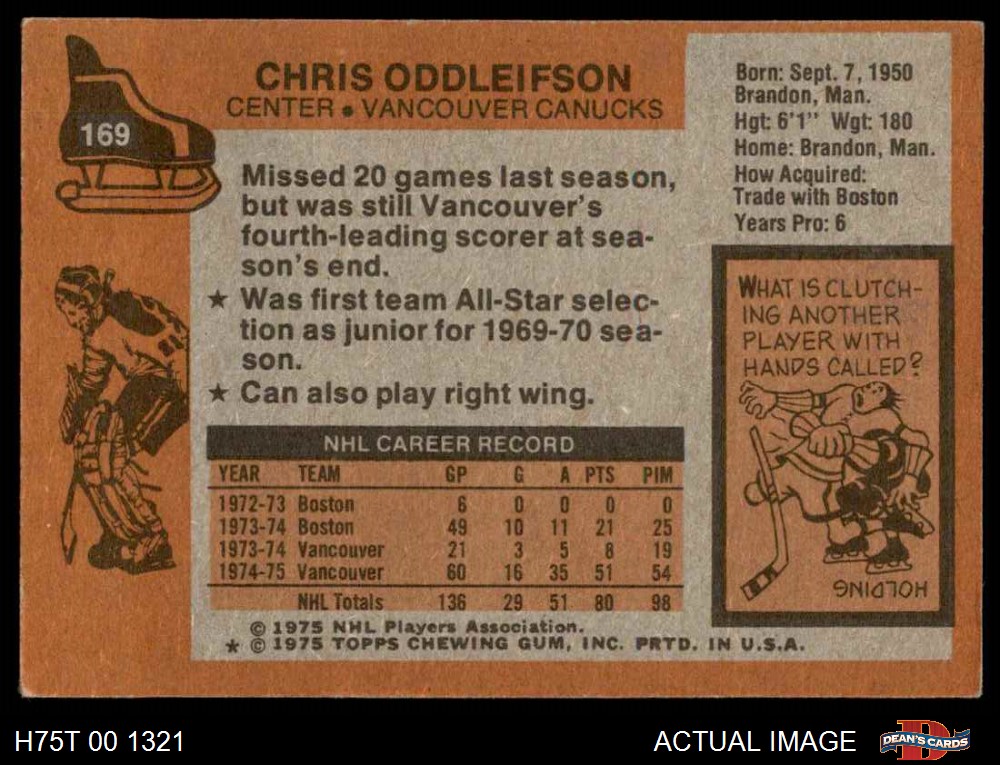 169
CHRIS ODDLEIFSON
CENTER • VANCOUVER CANUCKS
Born: Sept. 7, 1950
Brandon, Man.
Hgt: 6'1" Wgt: 180
Home: Brandon, Man.
How Acquired:
Trade with Boston
Years Pro: 6
Missed 20 games last season,
but was still Vancouver's
fourth-leading scorer at sea-
son's end.
★ Was first team All-Star selec-
tion as junior for 1969-70 sea-
son.
★ Can also play right wing.
NHL CAREER RECORD
YEAR TEAM GP G A PTS PIM
1972-73 Boston 6 0 0 0 0
1973-74 Boston 49 10 11 21 25
1973-74 Vancouver 21 3 5 8 19
1974-75 Vancouver 60 16 35 51 54
NHL Totals 136 29 51 80 98
© 1975 NHL Players Association.
★ © 1975 TOPPS CHEWING GUM, INC. PRTD. IN U.S.A.
WHAT IS CLUTCH-
ING ANOTHER
PLAYER WITH
HANDS CALLED?
HOLDING
H75T 00 1321
ACTUAL IMAGE
DEAN'S CARDS